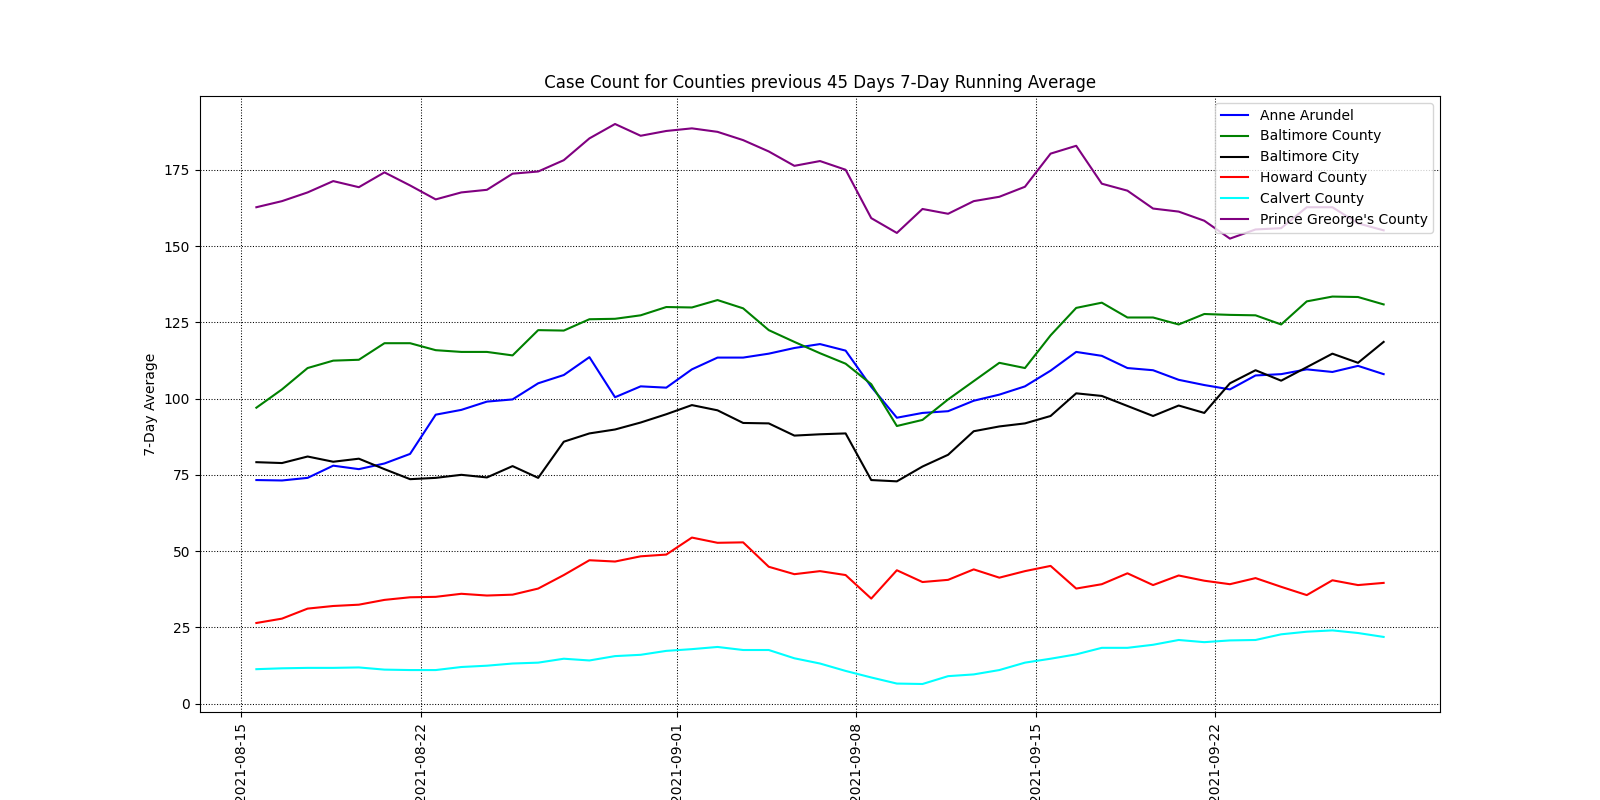 Case Count for Counties previous 45 Days 7-Day Running Average
Anne Arundel
Baltimore County
Baltimore City
Howard County
Calvert County
Prince Greorge's County
7-Day Average
175
150
125
100
75
50
25
0
2021-08-15
2021-08-22
2021-09-01
2021-09-08
2021-09-15
2021-09-22